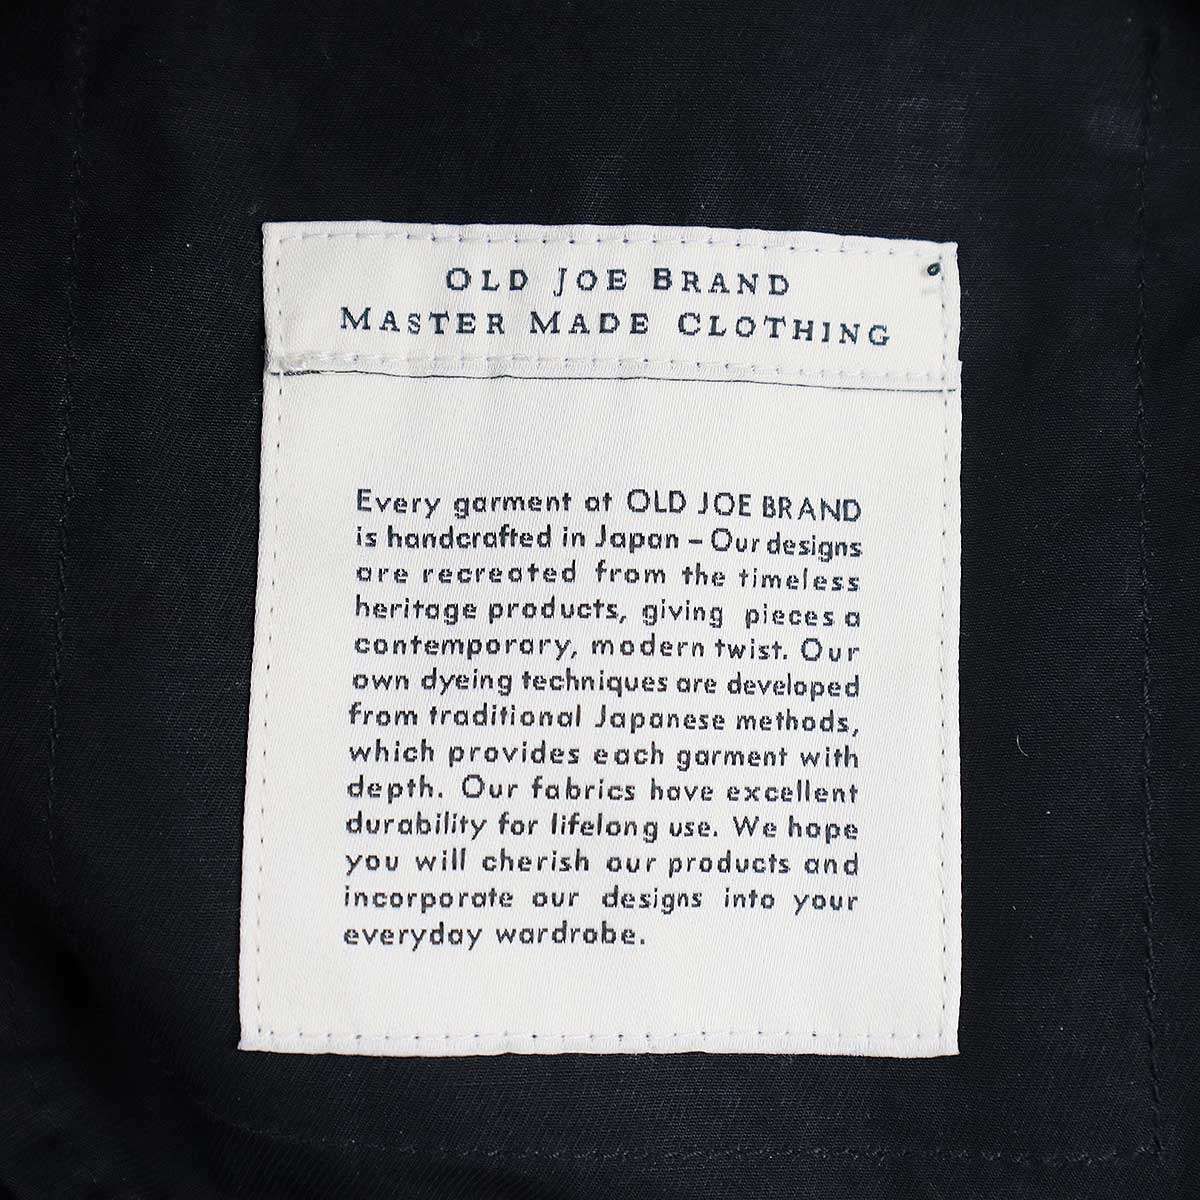 OLD JOE BRAND
MASTER MADE CLOTHING
Every garment at OLD JOE BRAND
is handcrafted in Japan – Our designs
are recreated from the timeless
heritage products, giving pieces a
contemporary, modern twist. Our
own dyeing techniques are developed
from traditional Japanese methods,
which provides each garment with
depth. Our fabrics have excellent
durability for lifelong use. We hope
you will cherish our products and
incorporate our designs into your
everyday wardrobe.